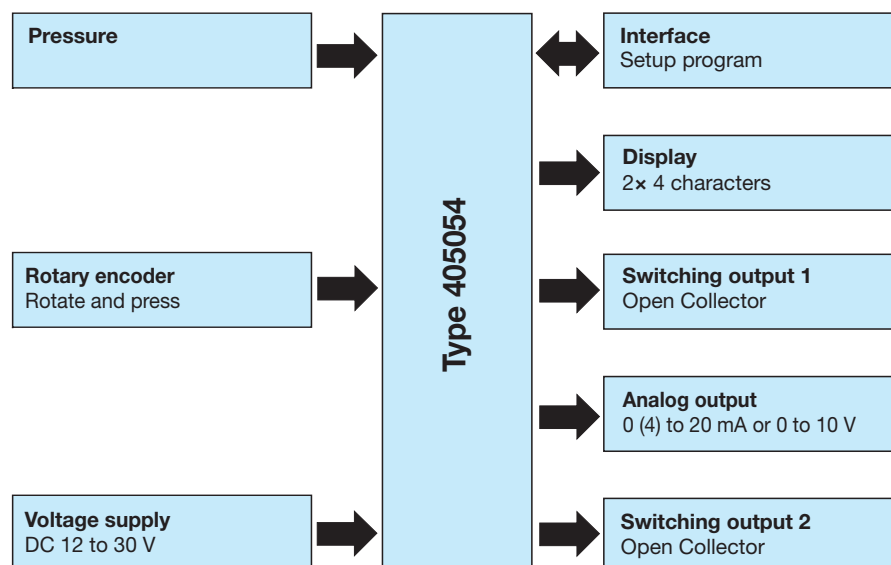 Pressure
Rotary encoder
Rotate and press
Voltage supply
DC 12 to 30 V
Type 405054
Interface
Setup program
Display
2× 4 characters
Switching output 1
Open Collector
Analog output
0 (4) to 20 mA or 0 to 10 V
Switching output 2
Open Collector